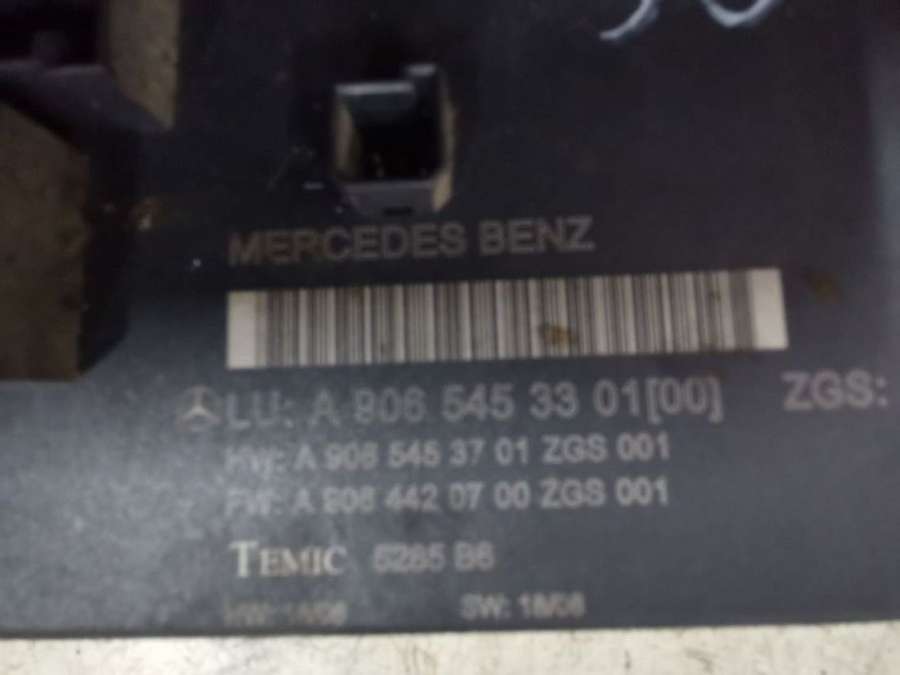 MERCEDES BENZ
LU: A 906 545 33 01[00] ZGS:
HW: A 906 545 37 01 ZGS 001
FW: A 906 442 07 00 ZGS 001
TEMIC 5285 B6
SW: 18/08